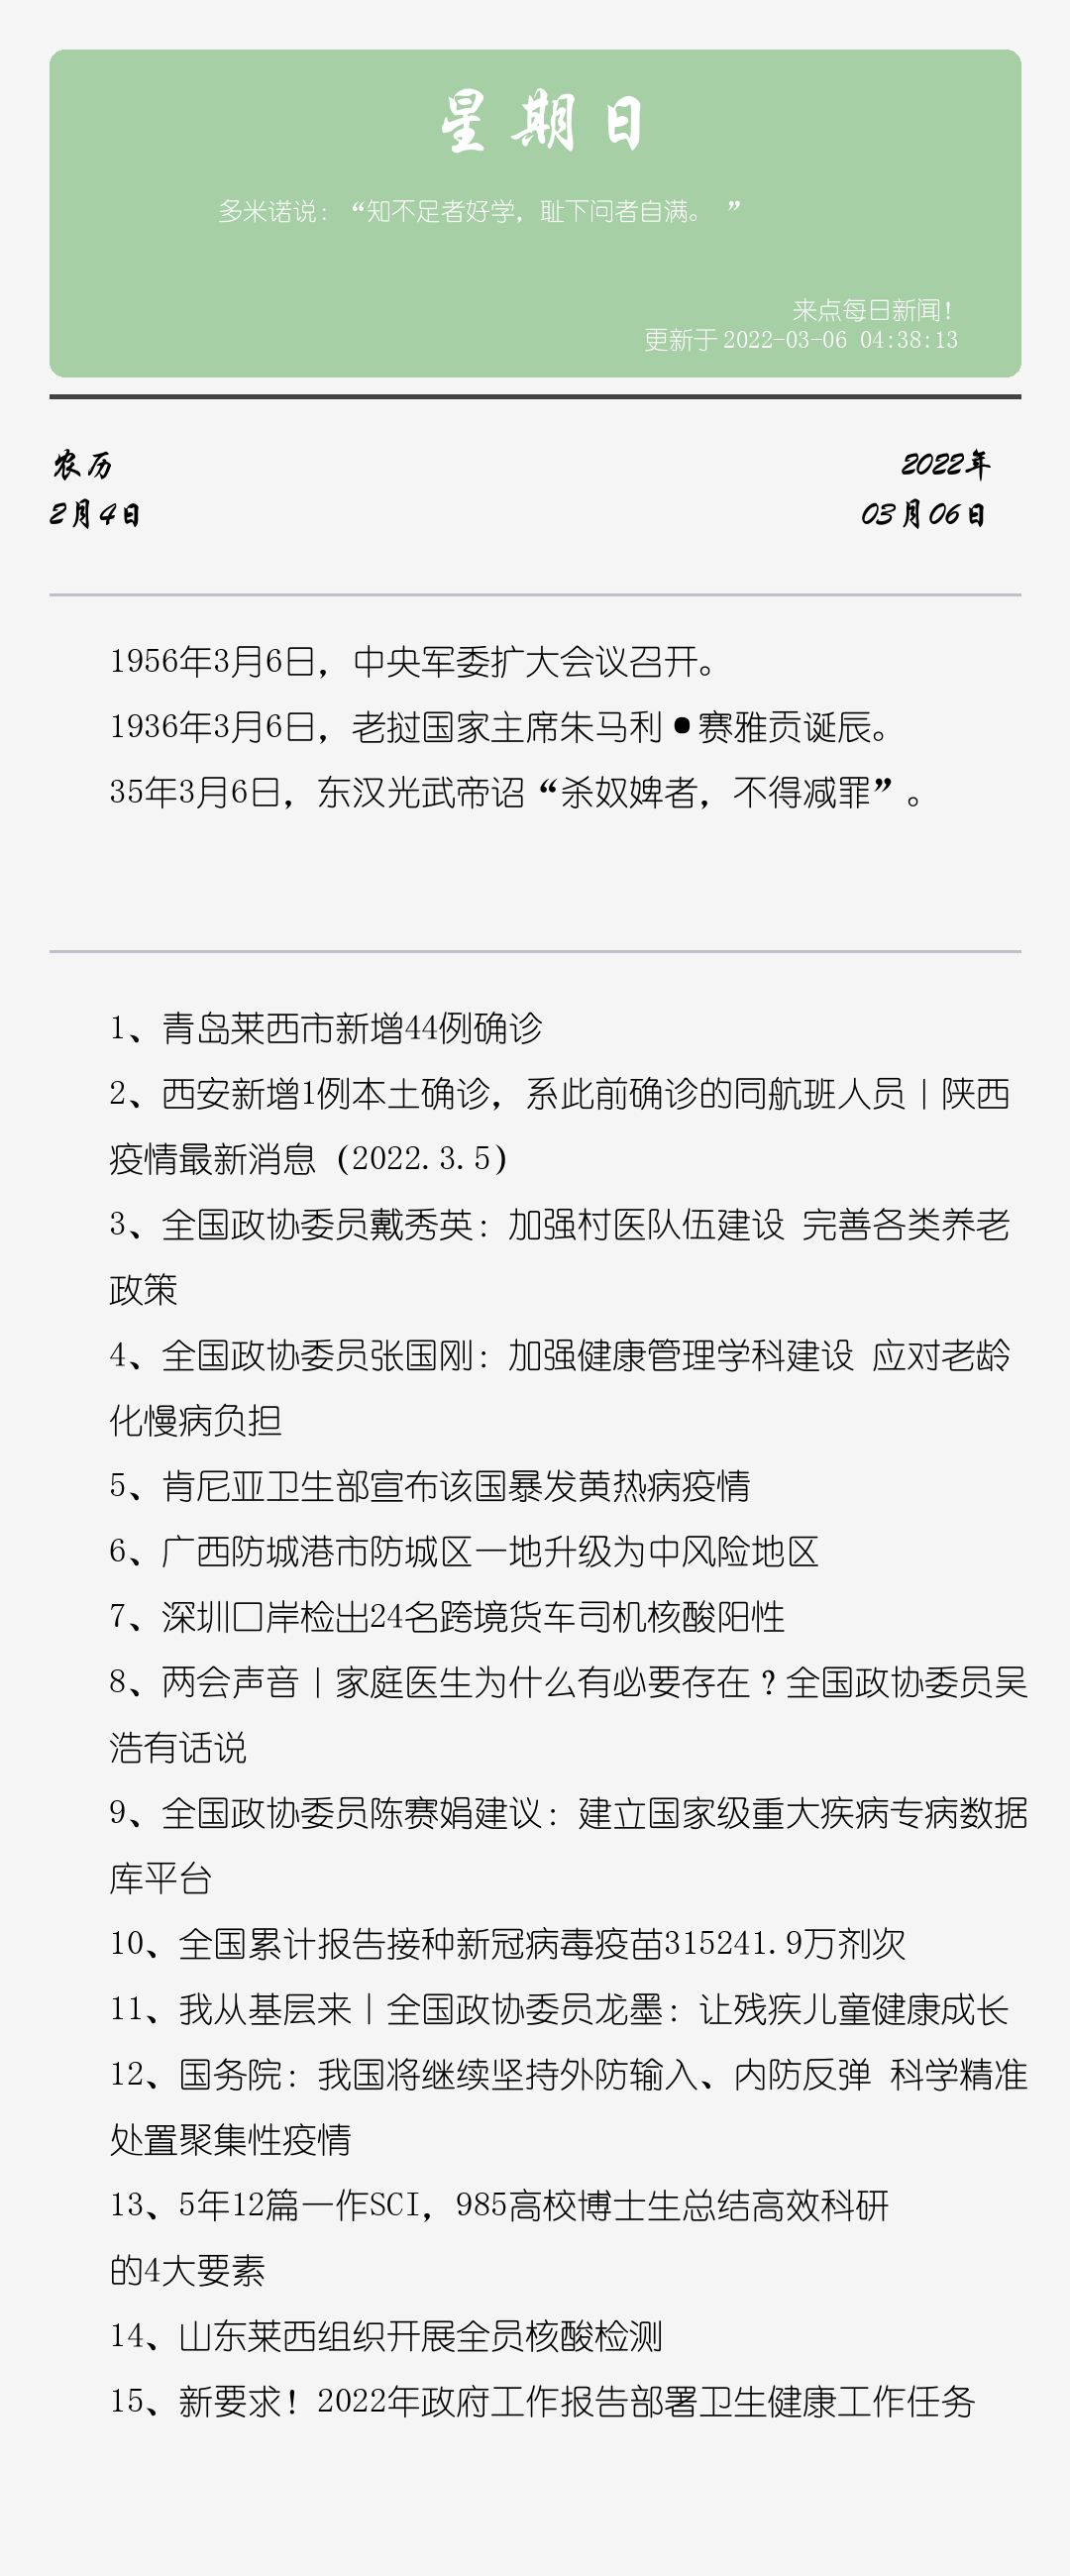 星期日
多米诺说：“知不足者好学，耻下问者自满。 ”
来点每日新闻！
更新于 2022-03-06 04:38:13
农历
2022年
2月4日
03月06日
1956年3月6日，中央军委扩大会议召开。
1936年3月6日，老挝国家主席朱马利•赛雅贡诞辰。
35年3月6日，东汉光武帝诏“杀奴婢者，不得减罪”。
1、青岛莱西市新增44例确诊
2、西安新增1例本土确诊，系此前确诊的同航班人员丨陕西
疫情最新消息（2022.3.5）
3、全国政协委员戴秀英：加强村医队伍建设 完善各类养老
政策
4、全国政协委员张国刚：加强健康管理学科建设 应对老龄
化慢病负担
5、肯尼亚卫生部宣布该国暴发黄热病疫情
6、广西防城港市防城区一地升级为中风险地区
7、深圳口岸检出24名跨境货车司机核酸阳性
8、两会声音丨家庭医生为什么有必要存在？全国政协委员吴
浩有话说
9、全国政协委员陈赛娟建议：建立国家级重大疾病专病数据
库平台
10、全国累计报告接种新冠病毒疫苗315241.9万剂次
11、我从基层来丨全国政协委员龙墨：让残疾儿童健康成长
12、国务院：我国将继续坚持外防输入、内防反弹 科学精准
处置聚集性疫情
13、5年12篇一作SCI，985高校博士生总结高效科研
的4大要素
14、山东莱西组织开展全员核酸检测
15、新要求！2022年政府工作报告部署卫生健康工作任务